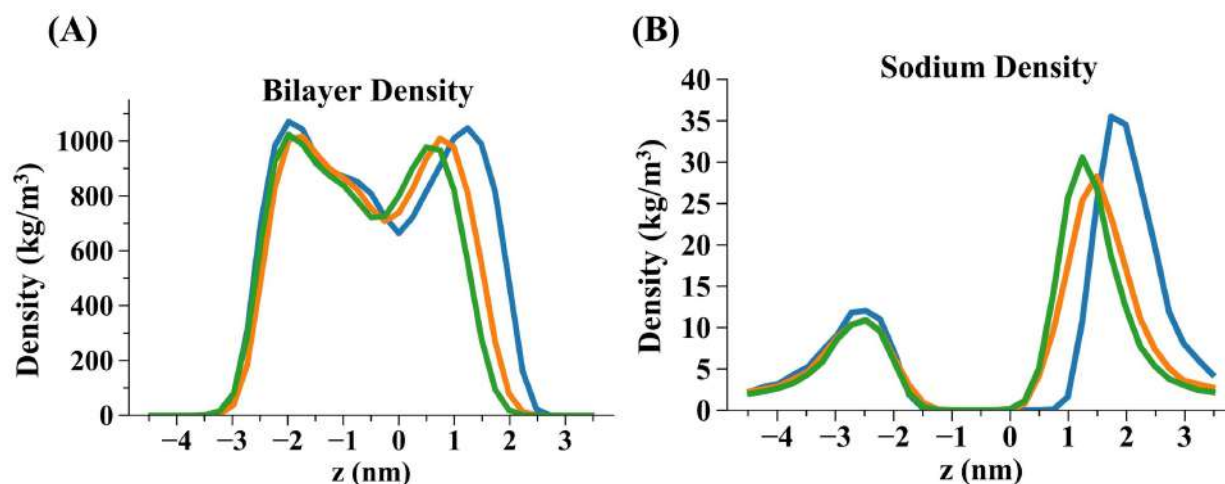 (A)
Bilayer Density
Density (kg/m³)
1000
800
600
400
200
0
−4 −3 −2 −1 0 1 2 3
z (nm)
(B)
Sodium Density
Density (kg/m³)
40
35
30
25
20
15
10
5
0
−4 −3 −2 −1 0 1 2 3
z (nm)